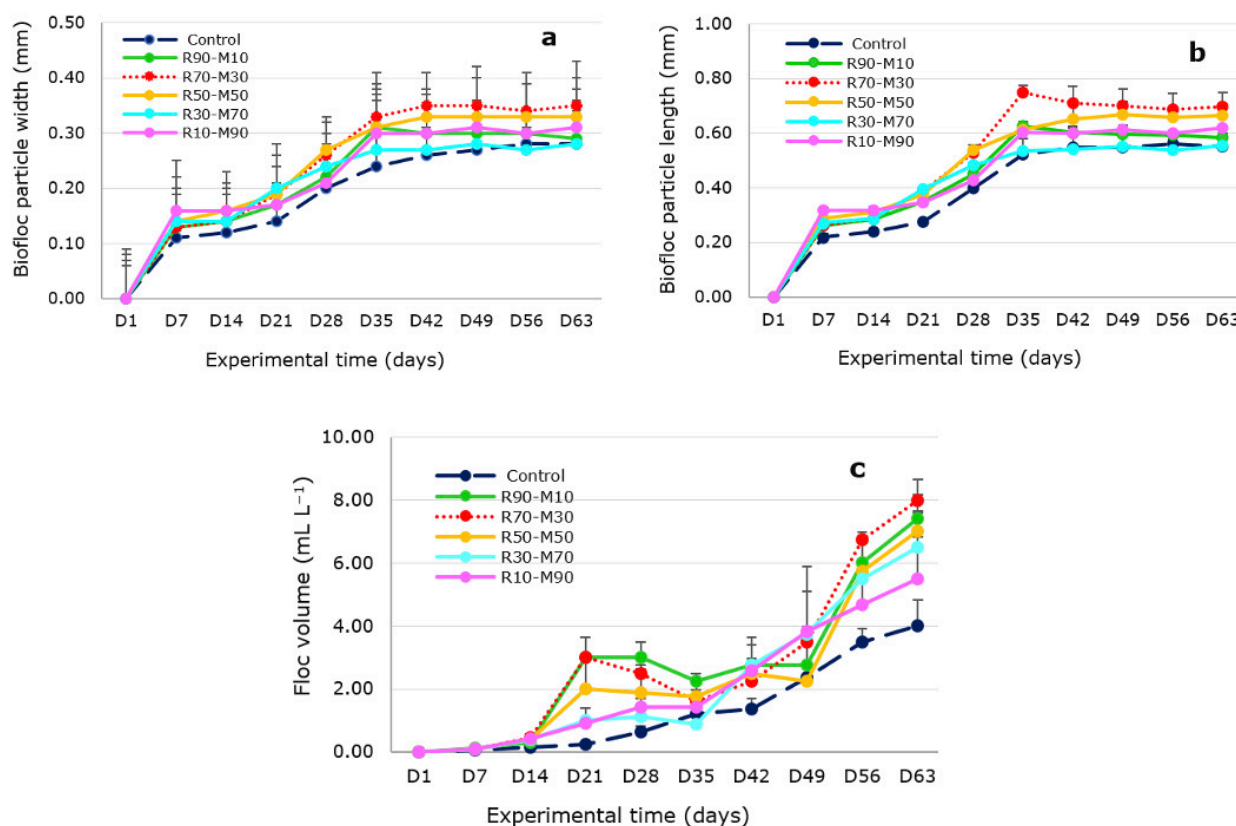 a
Biofloc particle width (mm)
0.50
0.40
0.30
0.20
0.10
0.00
Control
R90-M10
R70-M30
R50-M50
R30-M70
R10-M90
D1 D7 D14 D21 D28 D35 D42 D49 D56 D63
Experimental time (days)
b
Biofloc particle length (mm)
1.00
0.80
0.60
0.40
0.20
0.00
Control
R90-M10
R70-M30
R50-M50
R30-M70
R10-M90
D1 D7 D14 D21 D28 D35 D42 D49 D56 D63
Experimental time (days)
c
Floc volume (mL L⁻¹)
10.00
8.00
6.00
4.00
2.00
0.00
Control
R90-M10
R70-M30
R50-M50
R30-M70
R10-M90
D1 D7 D14 D21 D28 D35 D42 D49 D56 D63
Experimental time (days)